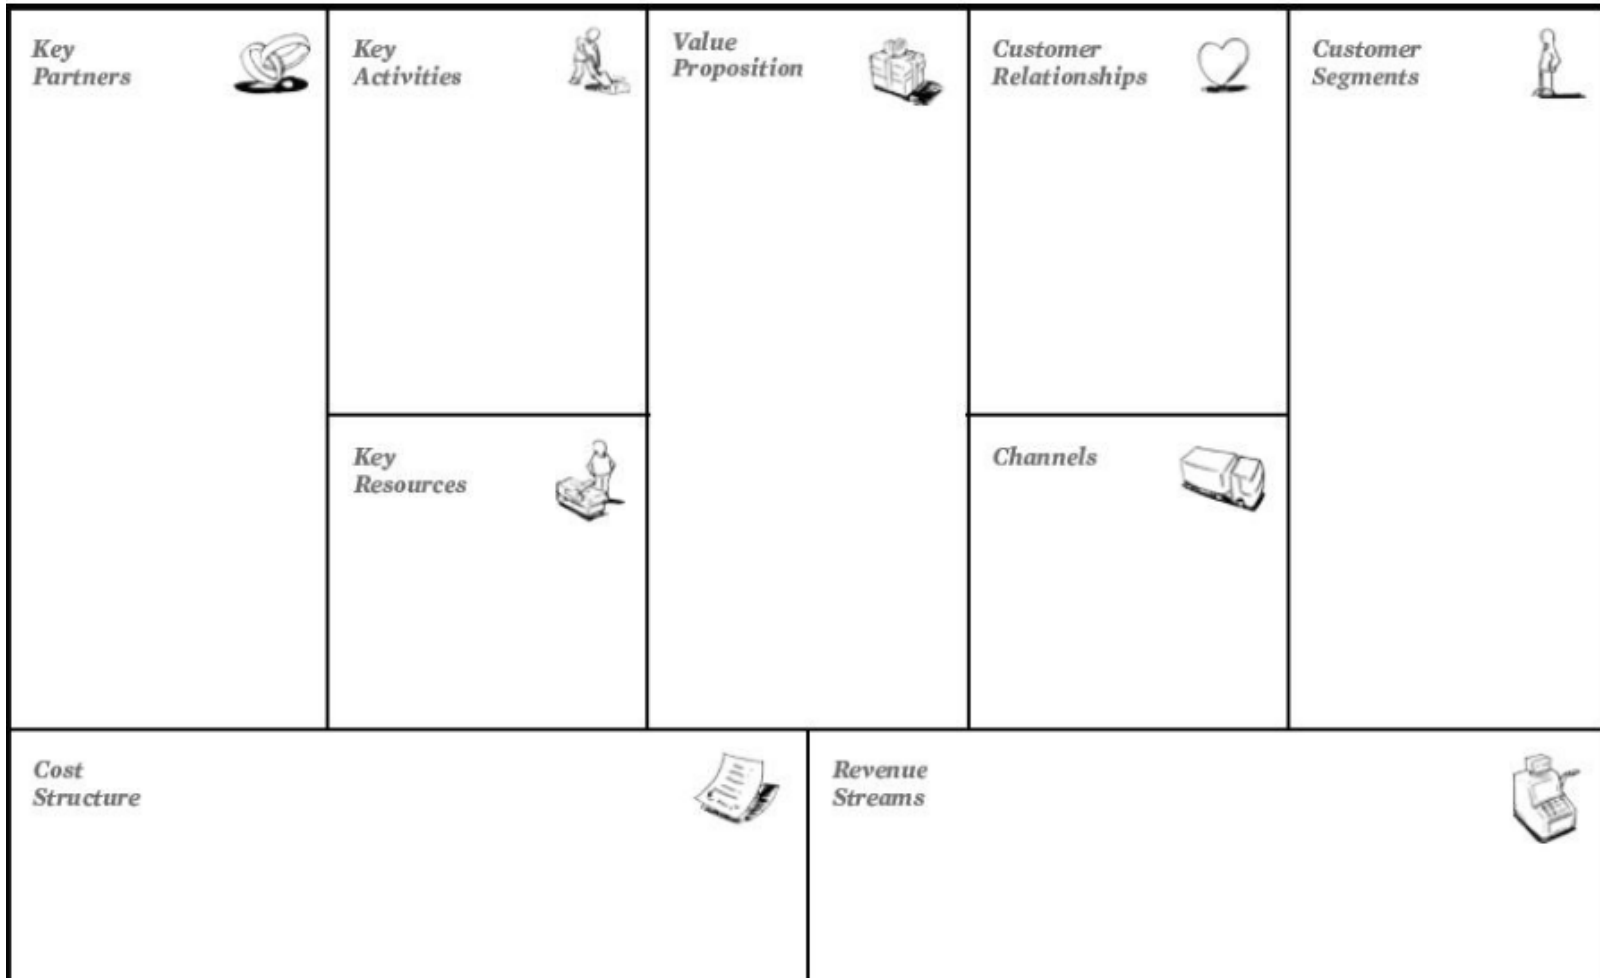 Key
Partners
Key
Activities
Value
Proposition
Customer
Relationships
Customer
Segments
Key
Resources
Channels
Cost
Structure
Revenue
Streams